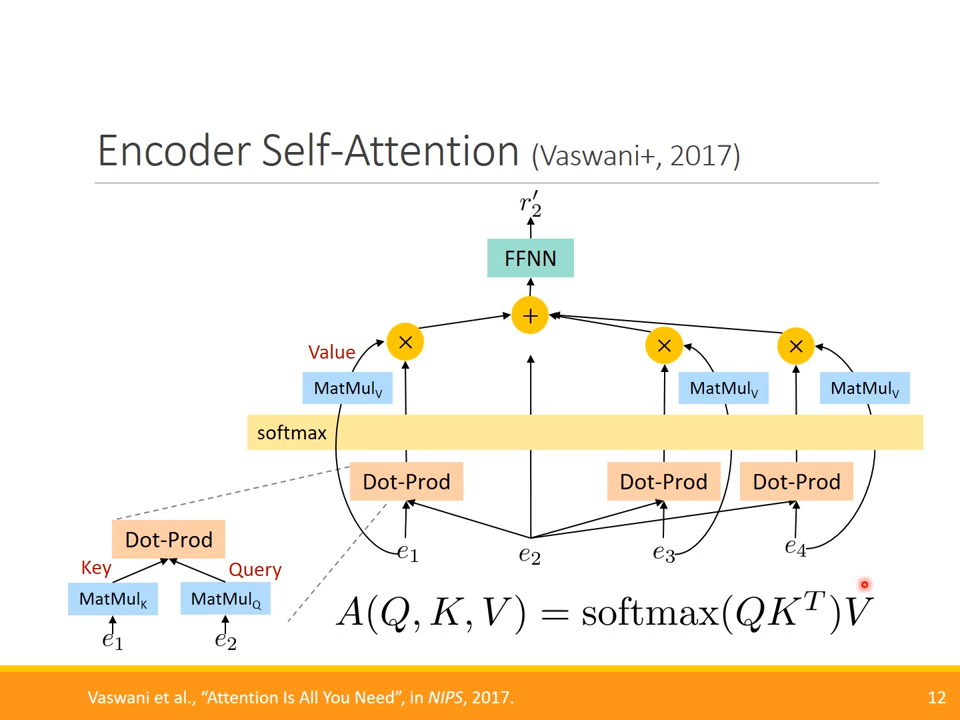 Encoder Self-Attention (Vaswani+, 2017)
r′₂
FFNN
+
× × ×
Value
MatMulV MatMulV MatMulV
softmax
Dot-Prod Dot-Prod Dot-Prod
e₁ e₂ e₃ e₄
Dot-Prod
Key Query
MatMulK MatMulQ
e₁ e₂
A(Q, K, V) = softmax(QKᵀ)V
Vaswani et al., “Attention Is All You Need”, in NIPS, 2017.
12